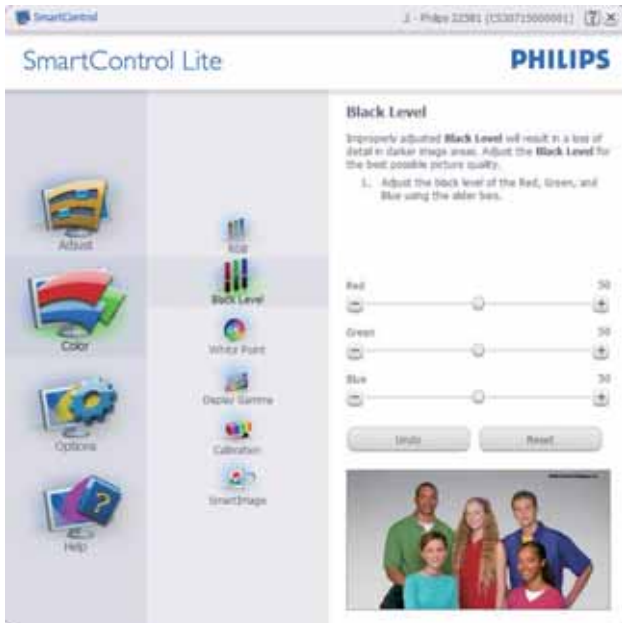 SmartControl
SmartControl Lite
PHILIPS
Adjust
Color
Options
Help
RGB
Black Level
White Point
Display Gamma
Calibration
SmartImage
Black Level
Improperly adjusted Black Level will result in a loss of
detail in darker image areas. Adjust the Black Level for
the best possible picture quality.
1. Adjust the black level of the Red, Green, and
Blue using the slider bars.
Red 50
Green 50
Blue 50
Undo Reset